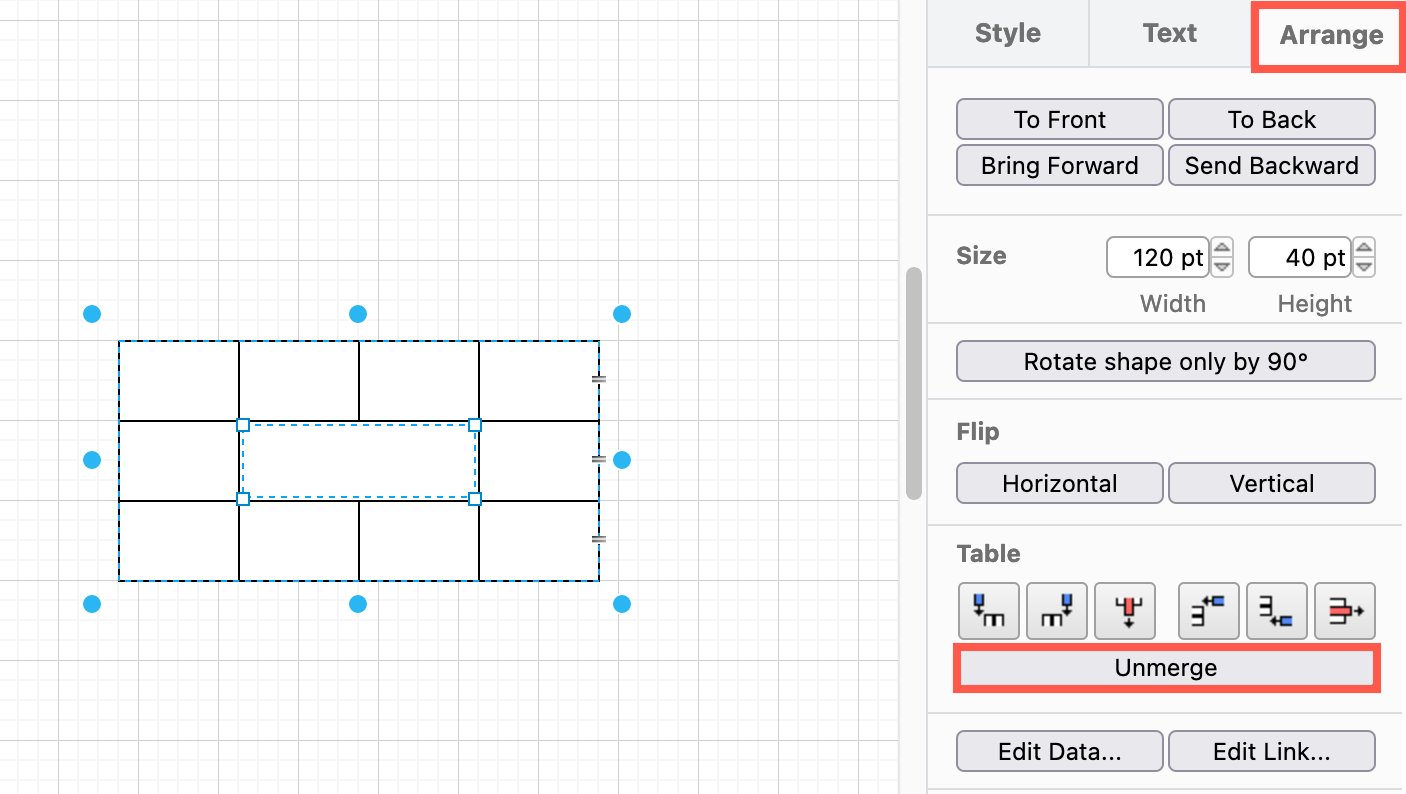 Style Text Arrange
To Front To Back
Bring Forward Send Backward
Size 120 pt 40 pt
Width Height
Rotate shape only by 90°
Flip
Horizontal Vertical
Table
Unmerge
Edit Data... Edit Link...